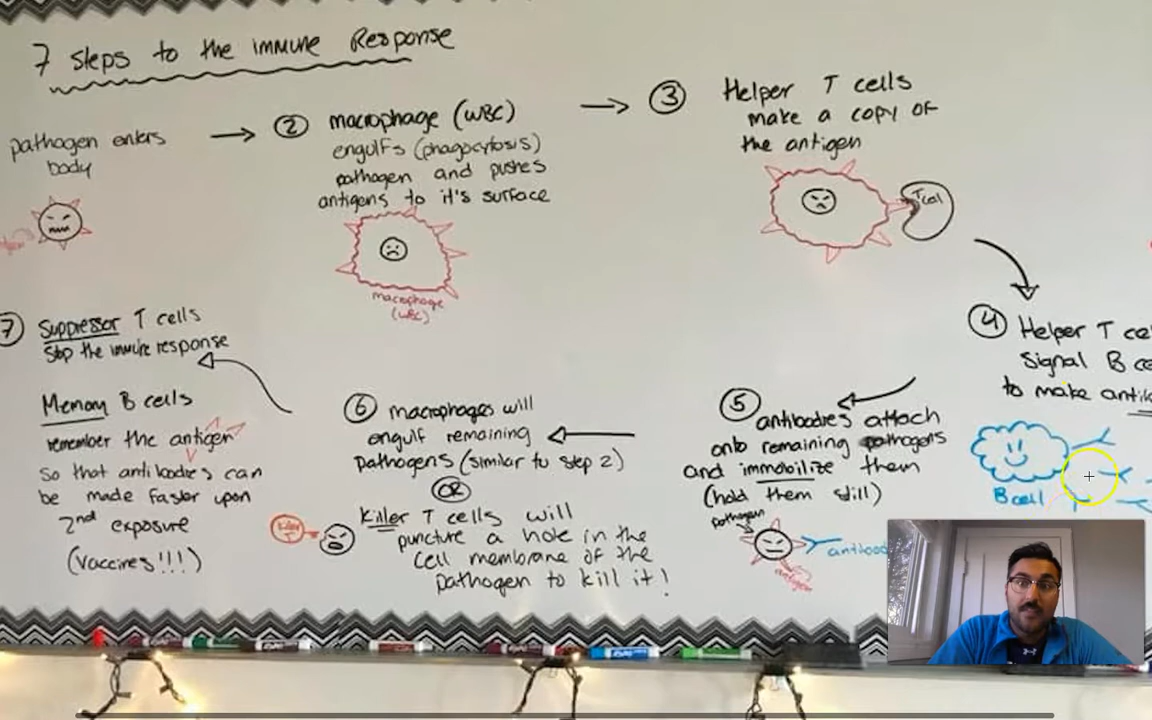 7 Steps to the immune Response
pathogen enters
body
② macrophage (WBC)
engulfs (phagocytosis)
pathogen and pushes
antigens to it's surface
macrophage
(WBC)
③ Helper T cells
make a copy of
the antigen
T cell
④ Helper T ce
Signal B ce
to make antib
B cell
⑤ antibodies attach
onto remaining pathogens
and immobilize them
(hold them still)
pathogen
antibod
antigen
⑥ macrophages will
engulf remaining
pathogens (similar to step 2)
OR
Killer T cells will
puncture a hole in the
cell membrane of the
pathogen to kill it!
Killer
T
7 Suppressor T cells
Stop the immune response
Memory B cells
remember the antigen
so that antibodies can
be made faster upon
2nd exposure
(Vaccines!!!)